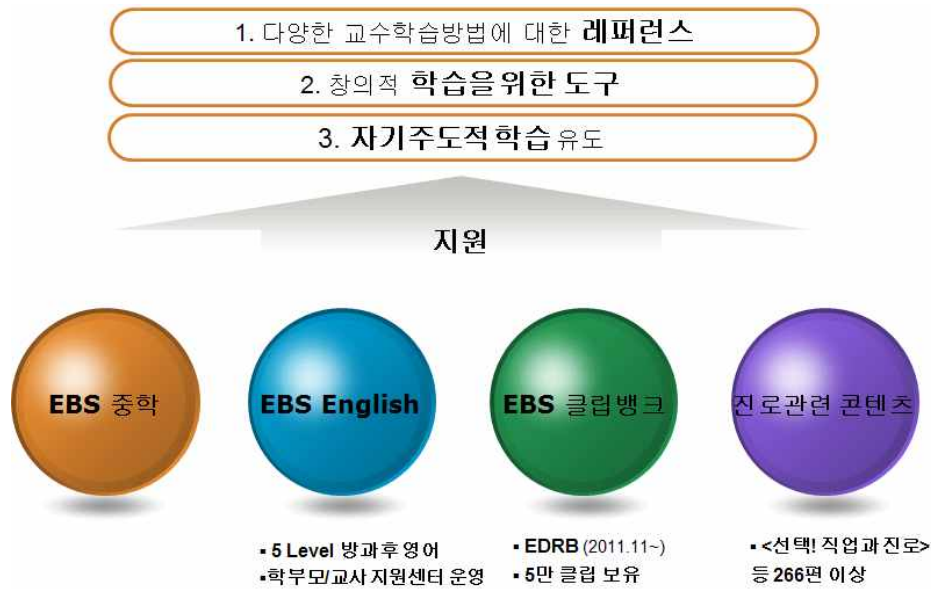 1. 다양한 교수학습방법에 대한 레퍼런스
2. 창의적 학습을위한 도구
3. 자기주도적학습 유도
지원
EBS 중학
EBS English
EBS 클립뱅크
진로관련 콘텐츠
▪ 5 Level 방과후 영어
▪학부모/교사 지원센터 운영
▪ EDRB (2011.11~)
▪ 5만 클립 보유
▪ <선택! 직업과 진로>
등 266편 이상